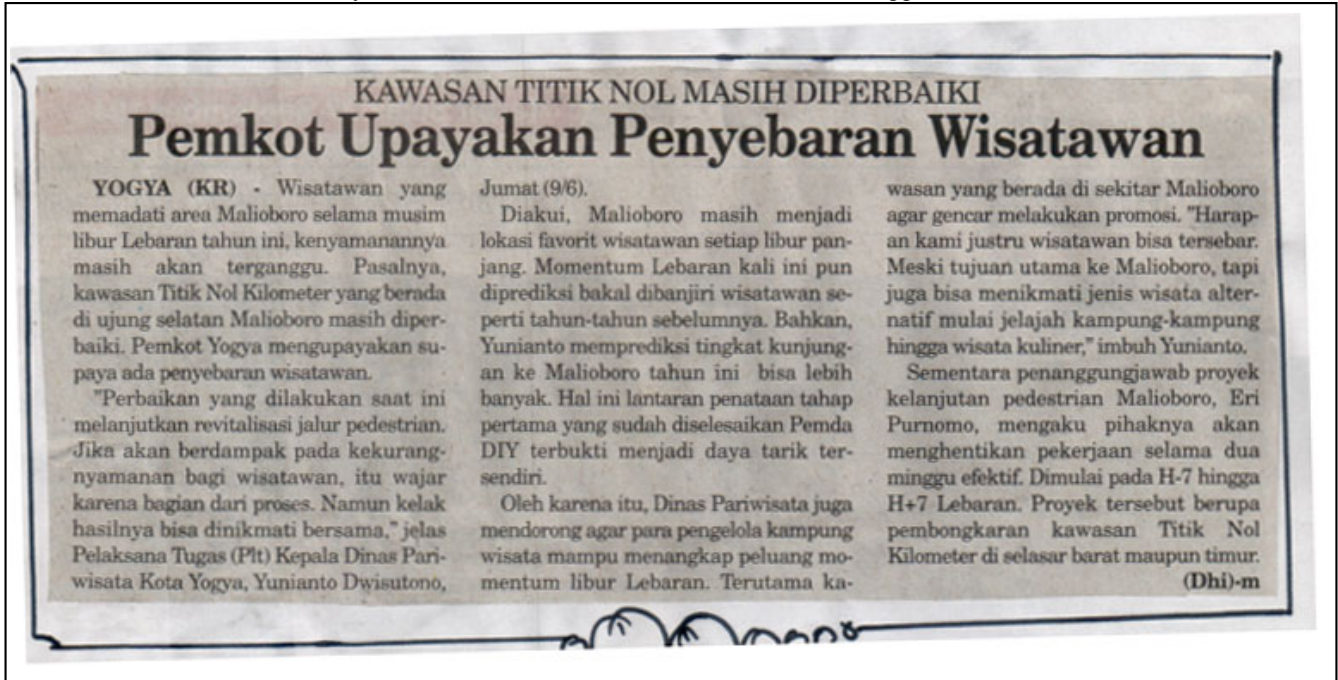 KAWASAN TITIK NOL MASIH DIPERBAIKI
Pemkot Upayakan Penyebaran Wisatawan
YOGYA (KR) - Wisatawan yang
memadati area Malioboro selama musim
libur Lebaran tahun ini, kenyamanannya
masih akan terganggu. Pasalnya,
kawasan Titik Nol Kilometer yang berada
di ujung selatan Malioboro masih diper-
baiki. Pemkot Yogya mengupayakan su-
paya ada penyebaran wisatawan.
"Perbaikan yang dilakukan saat ini
melanjutkan revitalisasi jalur pedestrian.
Jika akan berdampak pada kekurang-
nyamanan bagi wisatawan, itu wajar
karena bagian dari proses. Namun kelak
hasilnya bisa dinikmati bersama," jelas
Pelaksana Tugas (Plt) Kepala Dinas Pari-
wisata Kota Yogya, Yunianto Dwisutono,
Jumat (9/6).
Diakui, Malioboro masih menjadi
lokasi favorit wisatawan setiap libur pan-
jang. Momentum Lebaran kali ini pun
diprediksi bakal dibanjiri wisatawan se-
perti tahun-tahun sebelumnya. Bahkan,
Yunianto memprediksi tingkat kunjung-
an ke Malioboro tahun ini bisa lebih
banyak. Hal ini lantaran penataan tahap
pertama yang sudah diselesaikan Pemda
DIY terbukti menjadi daya tarik ter-
sendiri.
Oleh karena itu, Dinas Pariwisata juga
mendorong agar para pengelola kampung
wisata mampu menangkap peluang mo-
mentum libur Lebaran. Terutama ka-
wasan yang berada di sekitar Malioboro
agar gencar melakukan promosi. "Harap-
an kami justru wisatawan bisa tersebar.
Meski tujuan utama ke Malioboro, tapi
juga bisa menikmati jenis wisata alter-
natif mulai jelajah kampung-kampung
hingga wisata kuliner," imbuh Yunianto.
Sementara penanggungjawab proyek
kelanjutan pedestrian Malioboro, Eri
Purnomo, mengaku pihaknya akan
menghentikan pekerjaan selama dua
minggu efektif. Dimulai pada H-7 hingga
H+7 Lebaran. Proyek tersebut berupa
pembongkaran kawasan Titik Nol
Kilometer di selasar barat maupun timur.
(Dhi)-m